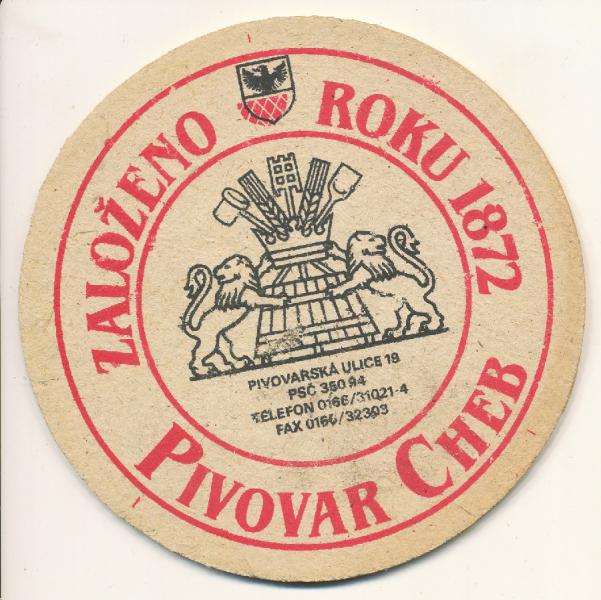 ZALOŽENO ROKU 1872
PIVOVARSKÁ ULICE 19
PSČ 350 94
TELEFON 0166/31021-4
FAX 0166/32393
PIVOVAR CHEB